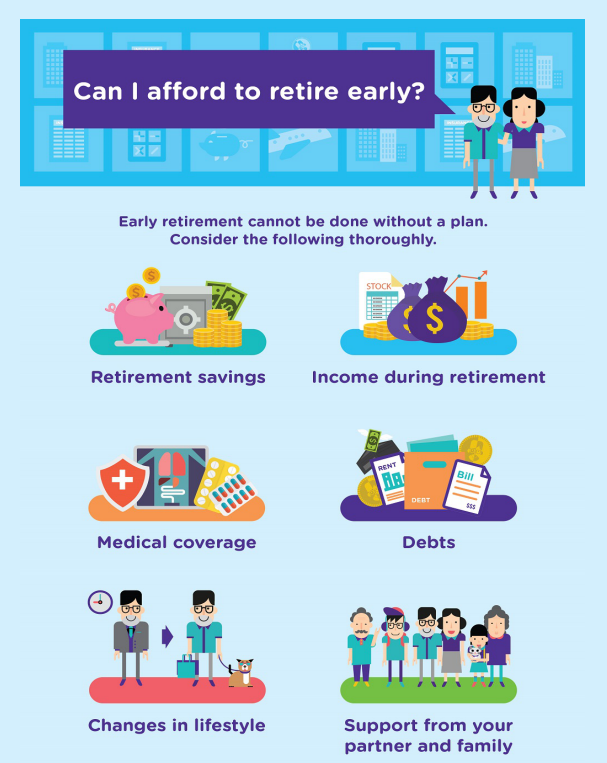 Can I afford to retire early?
Early retirement cannot be done without a plan.
Consider the following thoroughly.
$
$
STOCK
$
$
Retirement savings
Income during retirement
$
RENT
DEBT
Bill
$$$
Medical coverage
Debts
Changes in lifestyle
Support from your
partner and family